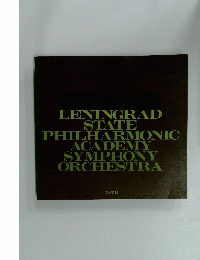 LENINGRAD
STATE
PHILHARMONIC
ACADEMY
SYMPHONY
ORCHESTRA